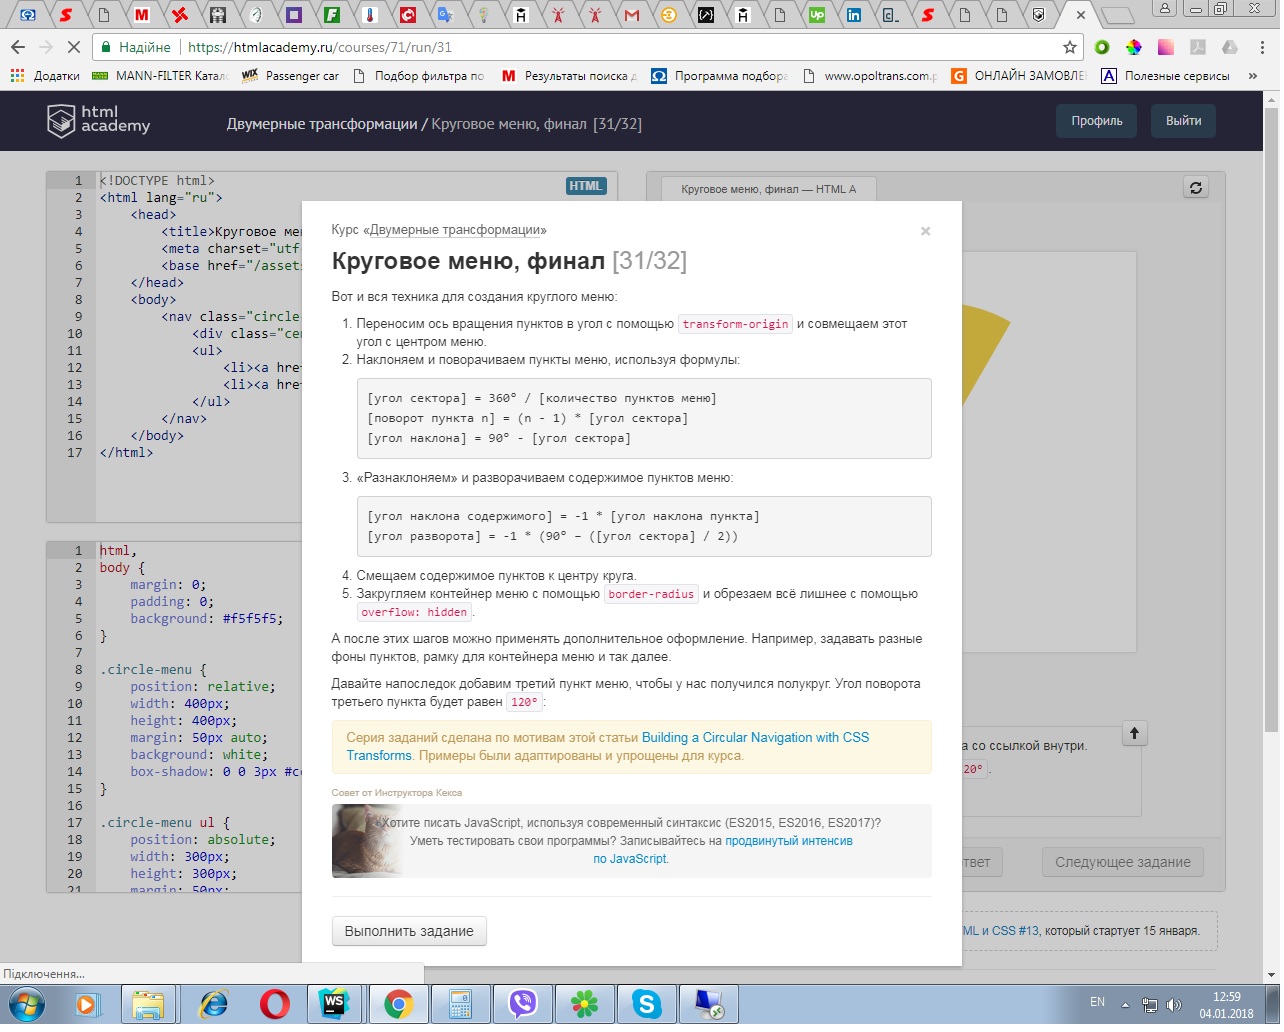 Надійне
https://htmlacademy.ru/courses/71/run/31
Додатки
MANN-FILTER Катало
Passenger car
Подбор фильтра по
Результаты поиска д
Программа подбора
www.opoltrans.com.p
ОНЛАЙН ЗАМОВЛЕ
Полезные сервисы
»
html
academy
Двумерные трансформации / Круговое меню, финал [31/32]
Профиль
Выйти
HTML
1 <!DOCTYPE html>
2 <html lang="ru">
3 <head>
4 <title>Круговое мен
5 <meta charset="utf
6 <base href="/assets
7 </head>
8 <body>
9 <nav class="circle
10 <div class="cen
11 <ul>
12 <li><a href
13 <li><a href
14 </ul>
15 </nav>
16 </body>
17 </html>
Круговое меню, финал — HTML A
1 html,
2 body {
3 margin: 0;
4 padding: 0;
5 background: #f5f5f5;
6 }
7
8 .circle-menu {
9 position: relative;
10 width: 400px;
11 height: 400px;
12 margin: 50px auto;
13 background: white;
14 box-shadow: 0 0 3px #cc
15 }
16
17 .circle-menu ul {
18 position: absolute;
19 width: 300px;
20 height: 300px;
21 margin: 50px;
Курс «Двумерные трансформации»
×
Круговое меню, финал [31/32]
Вот и вся техника для создания круглого меню:
1. Переносим ось вращения пунктов в угол с помощью transform-origin и совмещаем этот
угол с центром меню.
2. Наклоняем и поворачиваем пункты меню, используя формулы:
[угол сектора] = 360° / [количество пунктов меню]
[поворот пункта n] = (n - 1) * [угол сектора]
[угол наклона] = 90° - [угол сектора]
3. «Разнаклоняем» и разворачиваем содержимое пунктов меню:
[угол наклона содержимого] = -1 * [угол наклона пункта]
[угол разворота] = -1 * (90° – ([угол сектора] / 2))
4. Смещаем содержимое пунктов к центру круга.
5. Закругляем контейнер меню с помощью border-radius и обрезаем всё лишнее с помощью
overflow: hidden.
А после этих шагов можно применять дополнительное оформление. Например, задавать разные
фоны пунктов, рамку для контейнера меню и так далее.
Давайте напоследок добавим третий пункт меню, чтобы у нас получился полукруг. Угол поворота
третьего пункта будет равен 120°:
Серия заданий сделана по мотивам этой статьи Building a Circular Navigation with CSS
Transforms. Примеры были адаптированы и упрощены для курса.
Совет от Инструктора Кекса
«Хотите писать JavaScript, используя современный синтаксис (ES2015, ES2016, ES2017)?
Уметь тестировать свои программы? Записывайтесь на продвинутый интенсив
по JavaScript.
Выполнить задание
а со ссылкой внутри.
20°.
твет
Следующее задание
ML и CSS #13, который стартует 15 января.
Підключення...
EN
12:59
04.01.2018